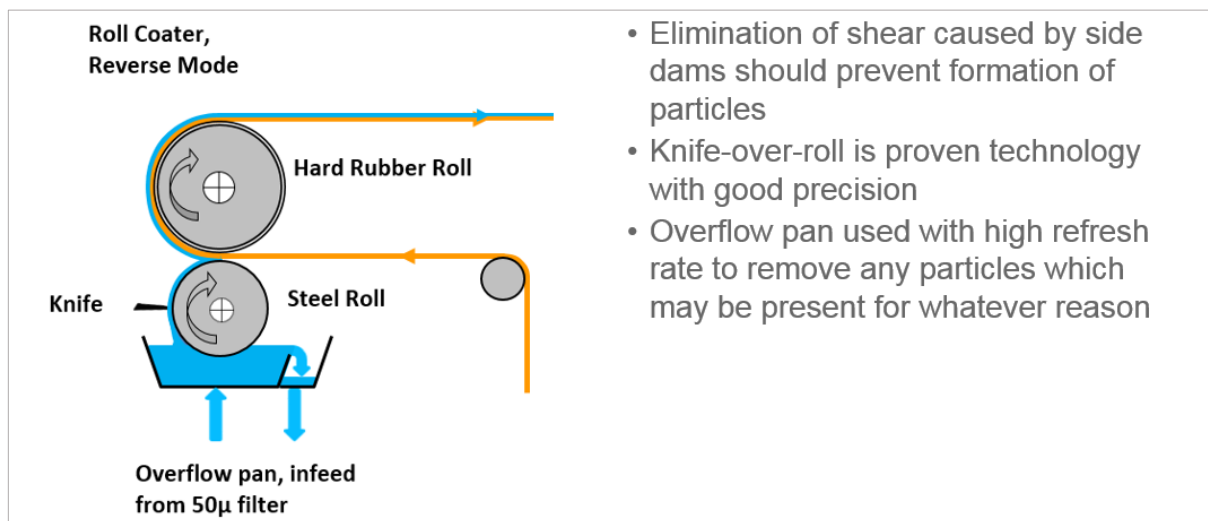 Roll Coater,
Reverse Mode
Hard Rubber Roll
Knife
Steel Roll
Overflow pan, infeed
from 50µ filter
• Elimination of shear caused by side
dams should prevent formation of
particles
• Knife-over-roll is proven technology
with good precision
• Overflow pan used with high refresh
rate to remove any particles which
may be present for whatever reason